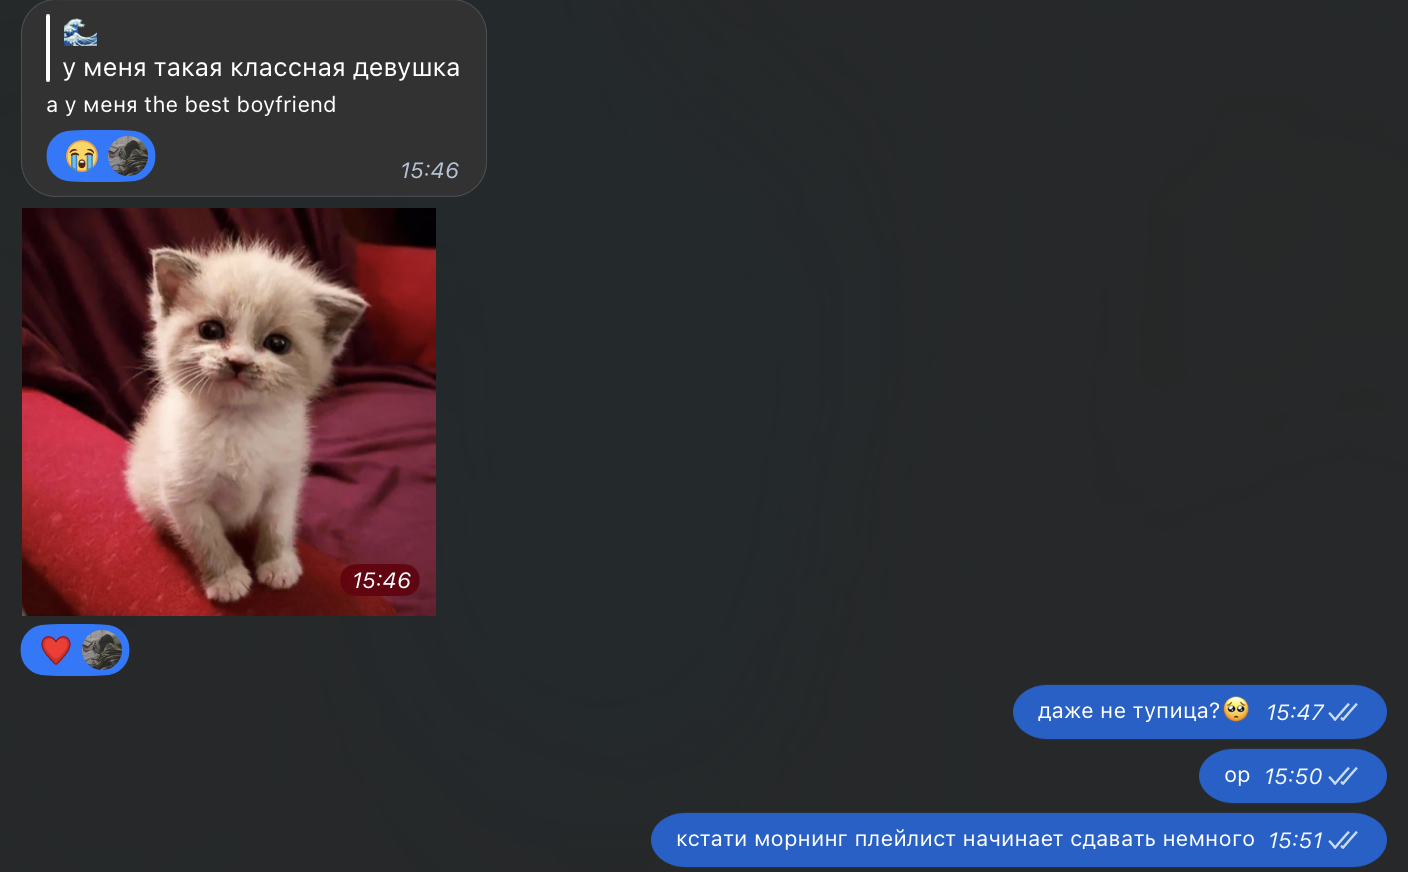 🌊
у меня такая классная девушка
а у меня the best boyfriend
😭
15:46
15:46
❤️
даже не тупица?🥺 15:47
ор 15:50
кстати морнинг плейлист начинает сдавать немного 15:51